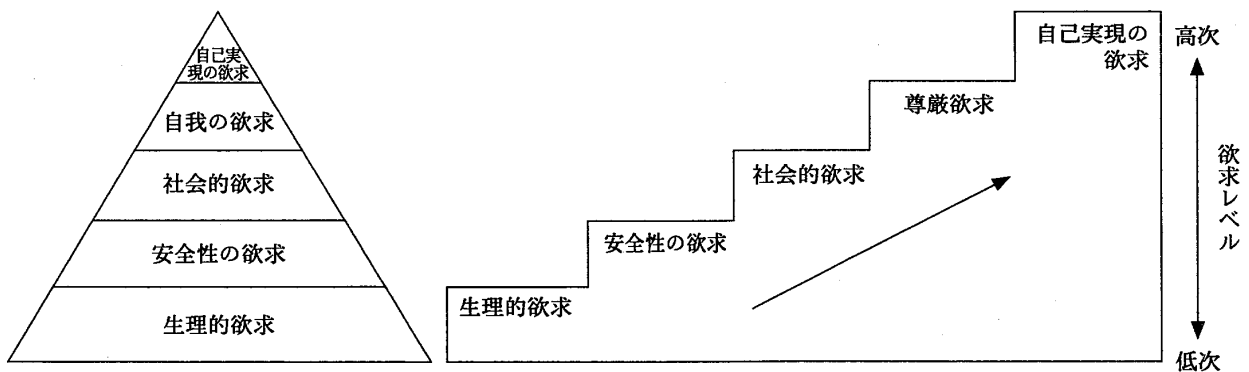 自己実
現の欲求
自我の欲求
社会的欲求
安全性の欲求
生理的欲求
自己実現の
欲求
尊厳欲求
社会的欲求
安全性の欲求
生理的欲求
高次
欲求レベル
低次